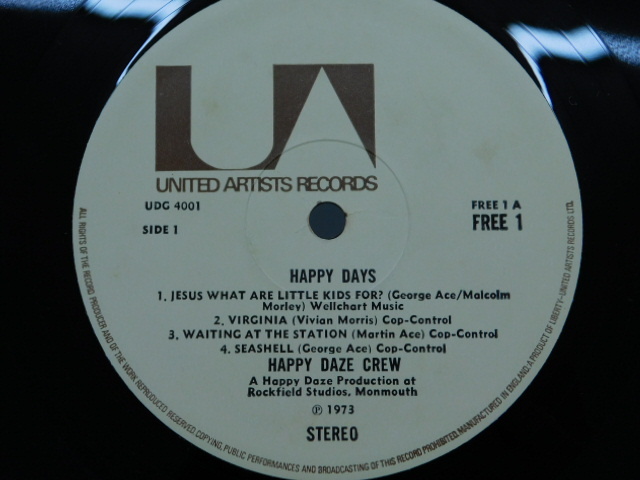 UA
UNITED ARTISTS RECORDS
UDG 4001
FREE 1 A
SIDE 1
FREE 1
HAPPY DAYS
1. JESUS WHAT ARE LITTLE KIDS FOR? (George Ace/Malcolm
Morley) Wellchart Music
2. VIRGINIA (Vivian Morris) Cop-Control
3. WAITING AT THE STATION (Martin Ace) Cop-Control
4. SEASHELL (George Ace) Cop-Control
HAPPY DAZE CREW
A Happy Daze Production at
Rockfield Studios, Monmouth
Ⓟ 1973
STEREO
ALL RIGHTS OF THE RECORD PRODUCER AND OF THE OWNER OF THE WORK REPRODUCED RESERVED. COPYING, PUBLIC PERFORMANCES AND BROADCASTING OF THIS RECORD PROHIBITED. MANUFACTURED IN ENGLAND. A PRODUCT OF LIBERTY-UNITED ARTISTS RECORDS LTD.